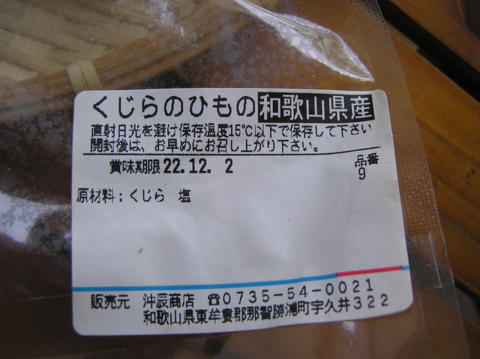 くじらのひもの 和歌山県産
直射日光を避け保存温度15℃以下で保存して下さい
開封後は、お早めにお召し上がり下さい。
賞味期限 22.12. 2 品番
9
原材料：くじら 塩
販売元 沖辰商店 ☎0735-54-0021
和歌山県東牟婁郡那智勝浦町宇久井322